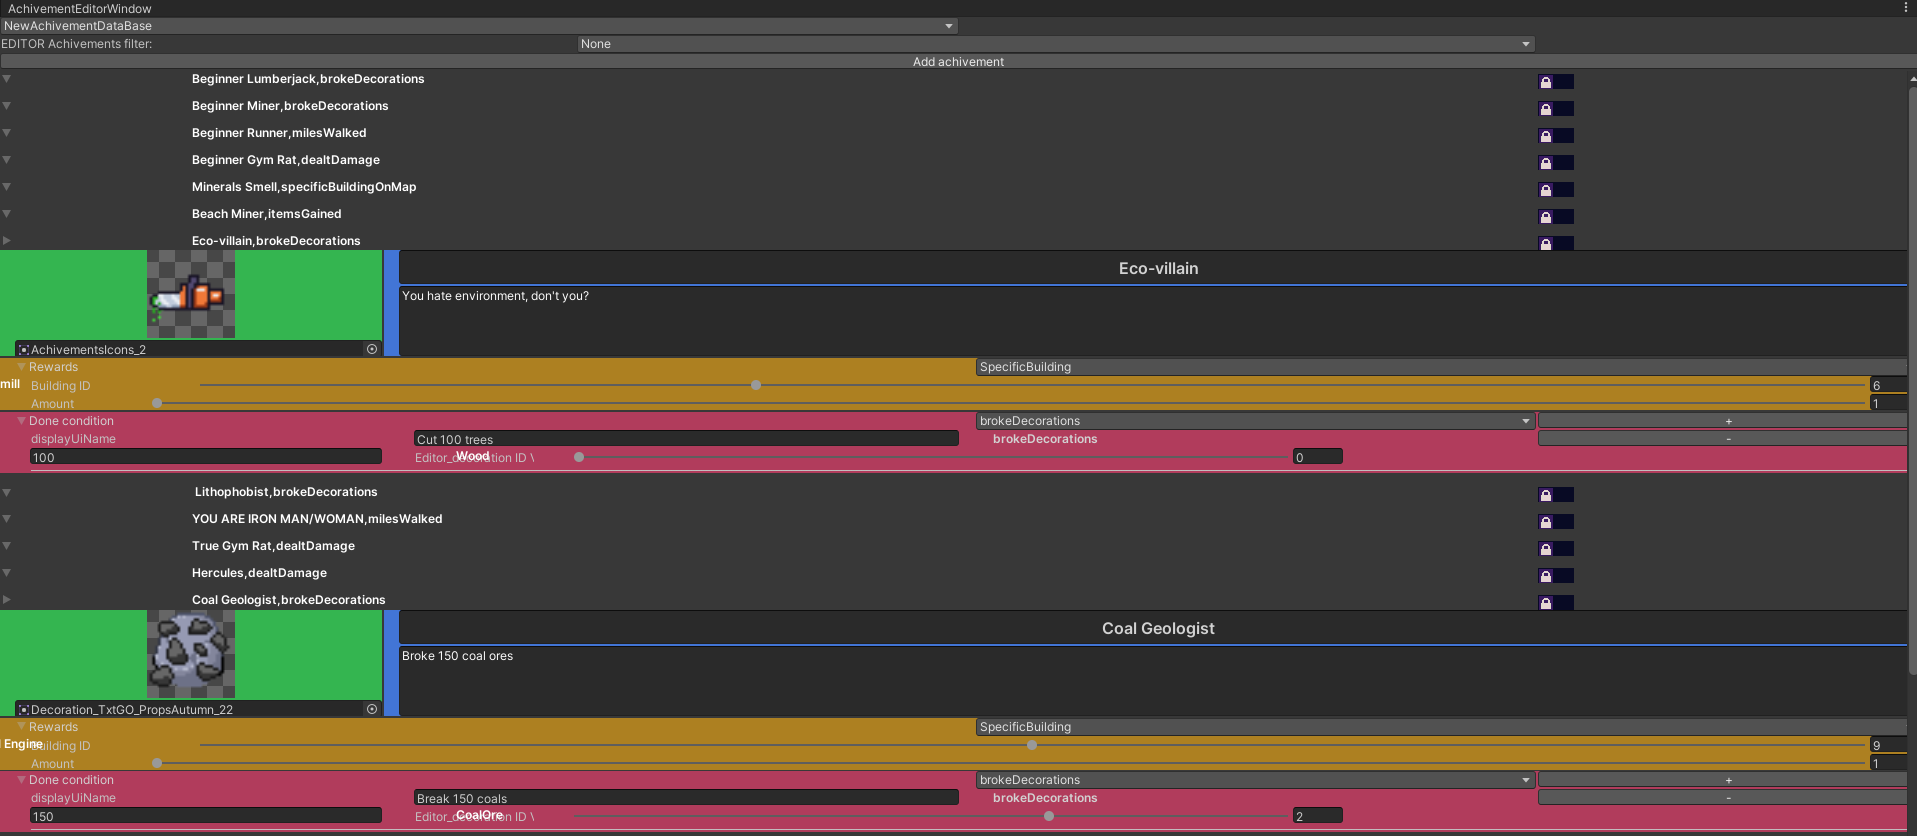 AchivementEditorWindow
NewAchivementDataBase
EDITOR Achivements filter: None
Add achivement
Beginner Lumberjack,brokeDecorations
Beginner Miner,brokeDecorations
Beginner Runner,milesWalked
Beginner Gym Rat,dealtDamage
Minerals Smell,specificBuildingOnMap
Beach Miner,itemsGained
Eco-villain,brokeDecorations
Eco-villain
You hate environment, don't you?
AchivementsIcons_2
Rewards SpecificBuilding
mill Building ID 6
Amount 1
Done condition brokeDecorations +
displayUiName Cut 100 trees brokeDecorations -
100 Editor_decoration ID \ Wood 0
Lithophobist,brokeDecorations
YOU ARE IRON MAN/WOMAN,milesWalked
True Gym Rat,dealtDamage
Hercules,dealtDamage
Coal Geologist,brokeDecorations
Coal Geologist
Broke 150 coal ores
Decoration_TxtGO_PropsAutumn_22
Rewards SpecificBuilding
Engine Building ID 9
Amount 1
Done condition brokeDecorations +
displayUiName Break 150 coals brokeDecorations -
150 Editor_decoration ID \ CoalOre 2